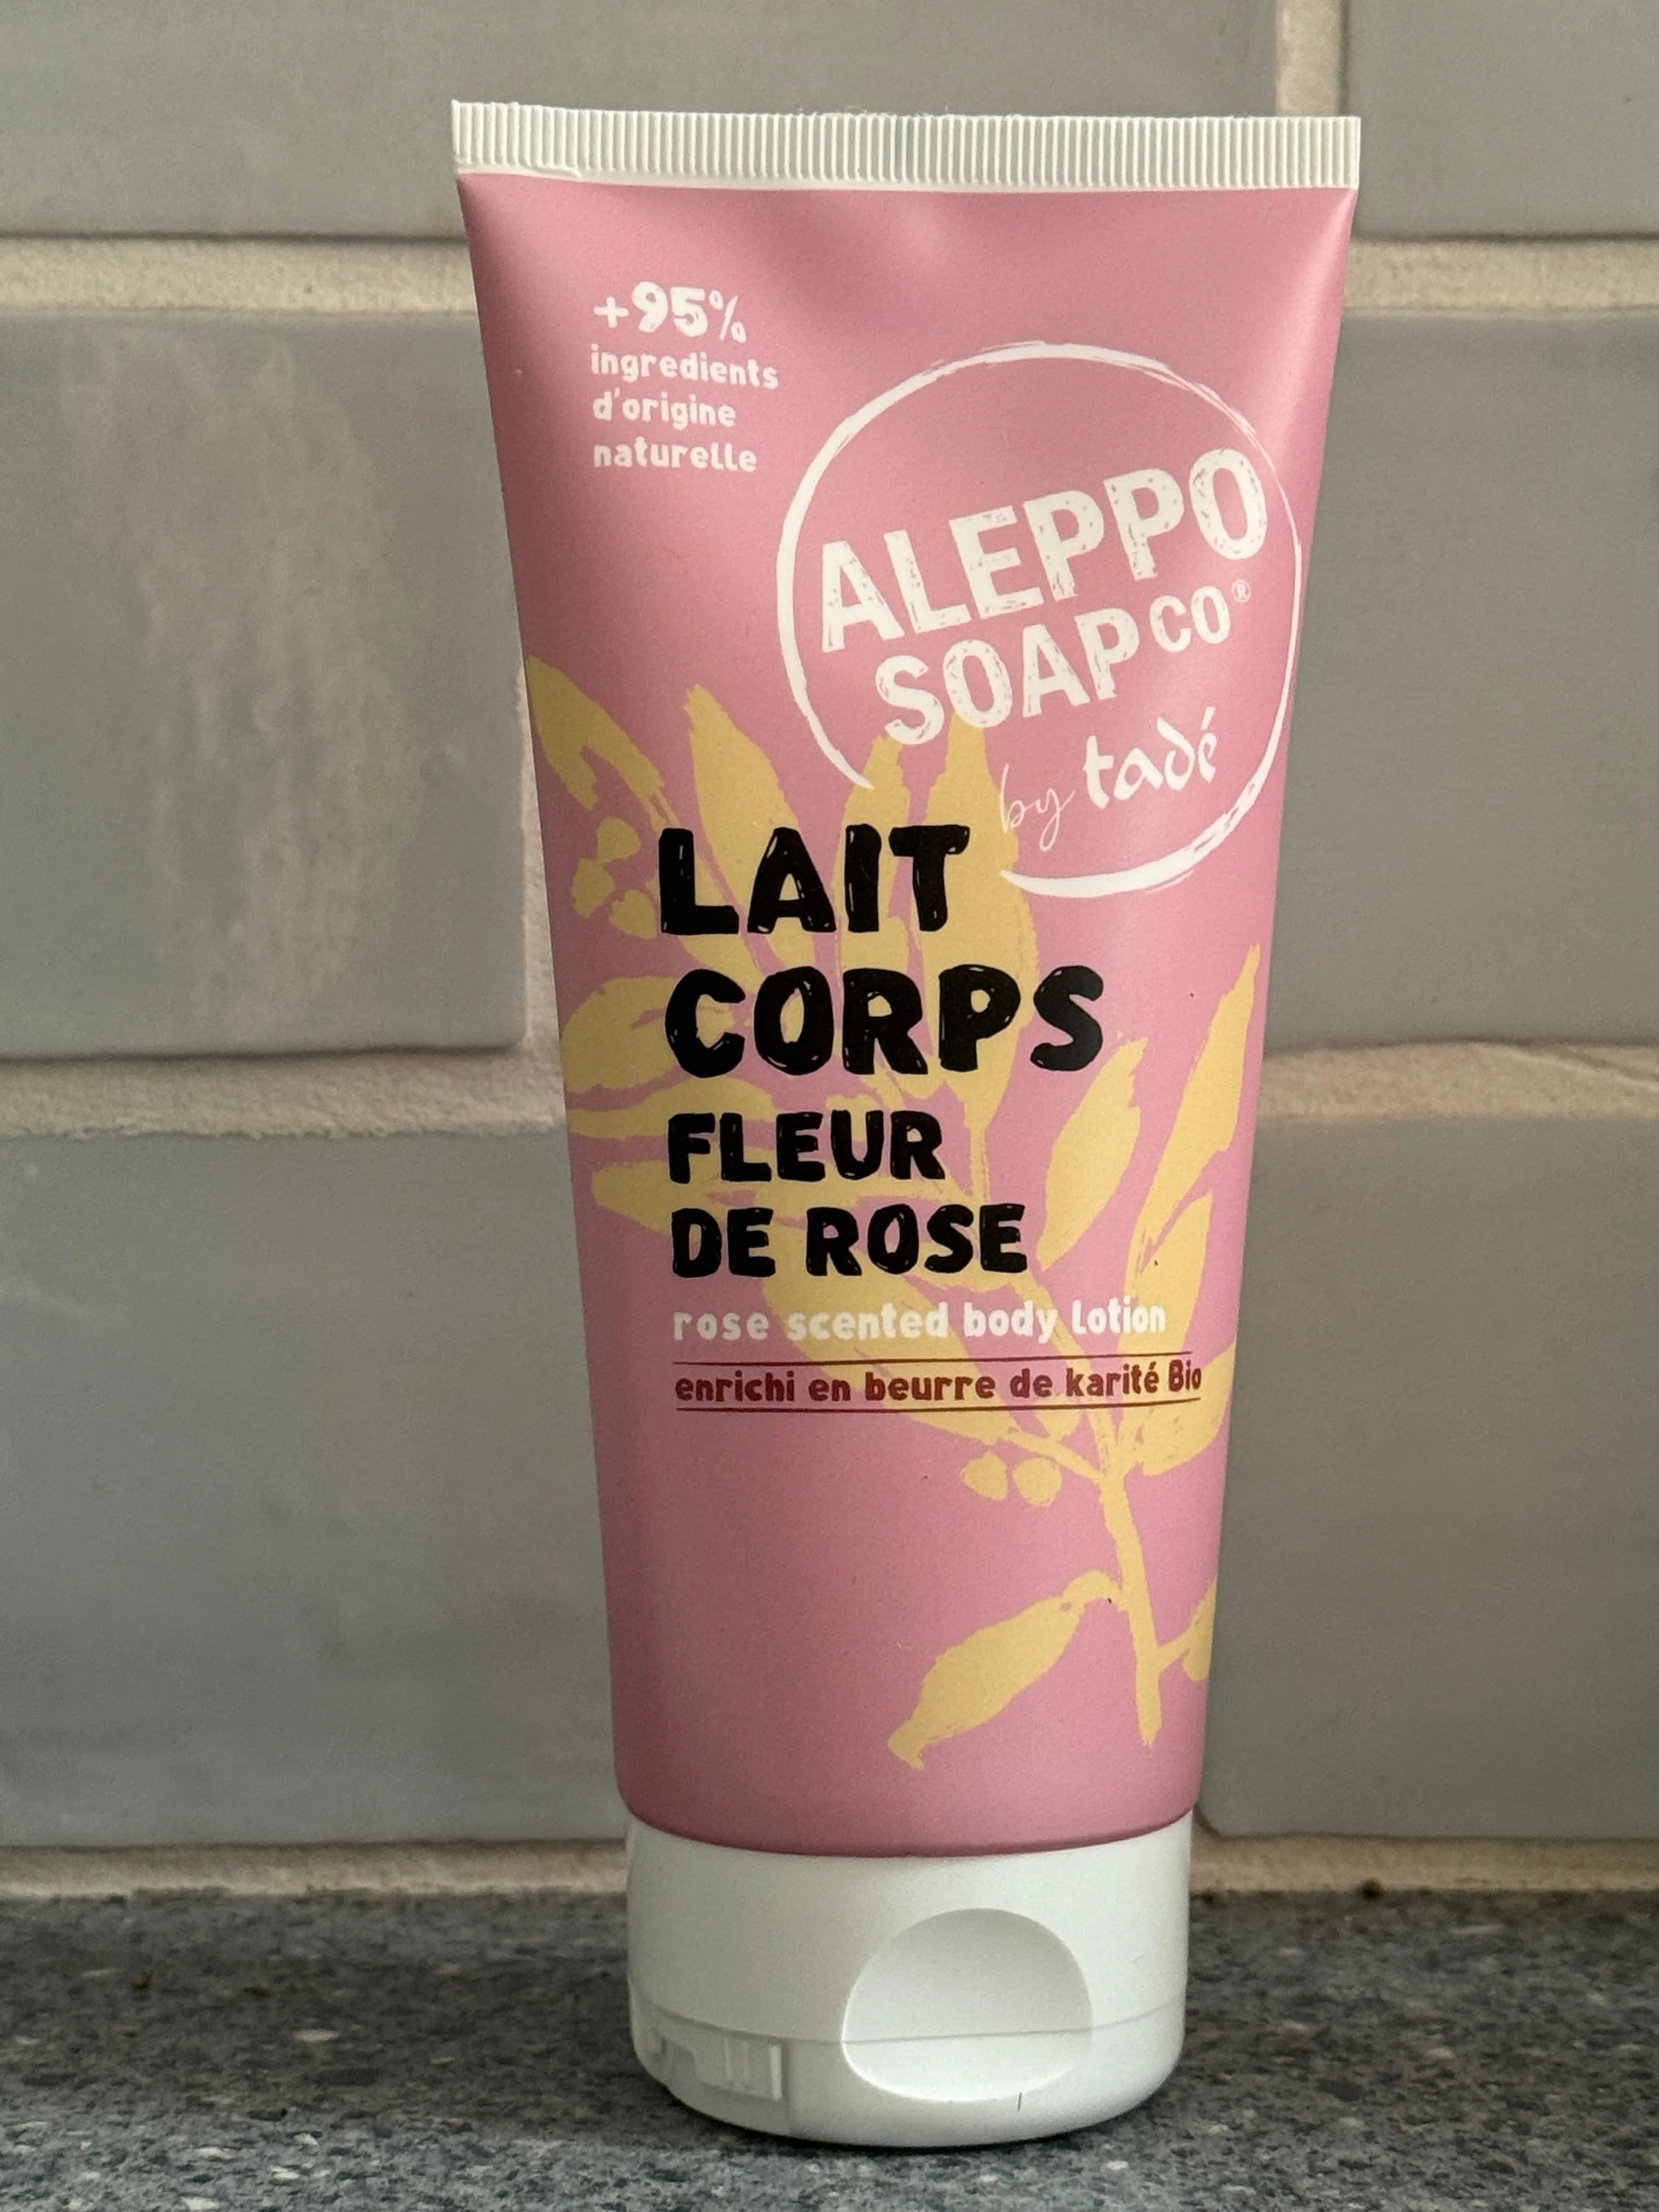 +95%
ingredients
d'origine
naturelle
ALEPPO
SOAP CO®
by tadé
LAIT
CORPS
FLEUR
DE ROSE
rose scented body lotion
enrichi en beurre de karité Bio